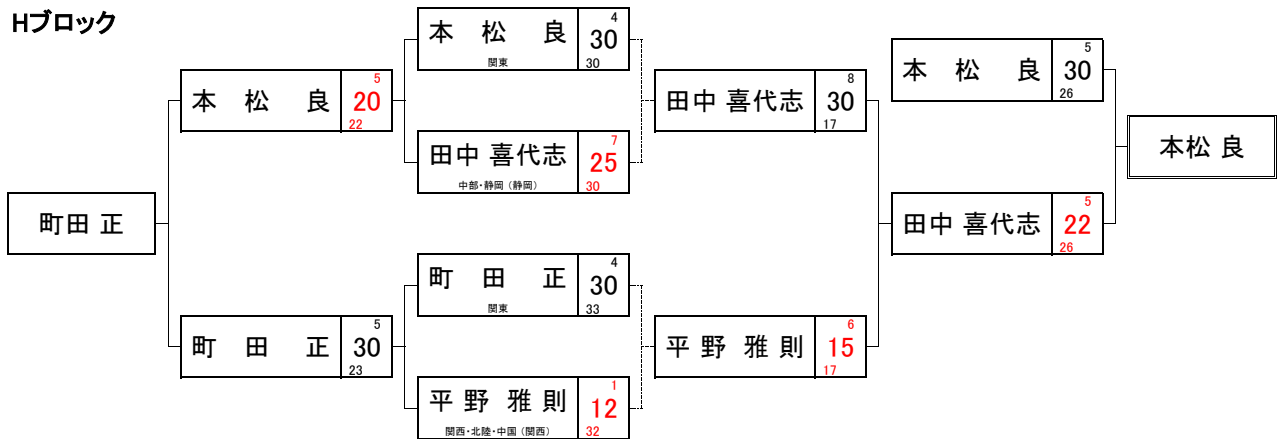 Hブロック
町田 正
本 松 良
5
20
22
町 田 正
5
30
23
本 松 良
関東
4
30
30
田中 喜代志
中部・静岡（静岡）
7
25
30
町 田 正
関東
4
30
33
平 野 雅 則
関西・北陸・中国（関西）
1
12
32
田中 喜代志
8
30
17
平 野 雅 則
6
15
17
本 松 良
5
30
26
田中 喜代志
5
22
26
本松 良